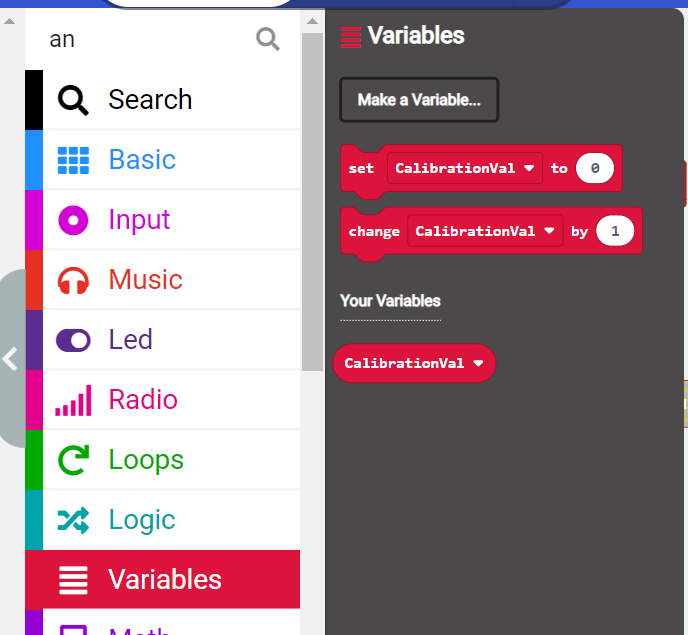 an
Search
Basic
Input
Music
Led
Radio
Loops
Logic
Variables
Math
Variables
Make a Variable...
set CalibrationVal to 0
change CalibrationVal by 1
Your Variables
CalibrationVal